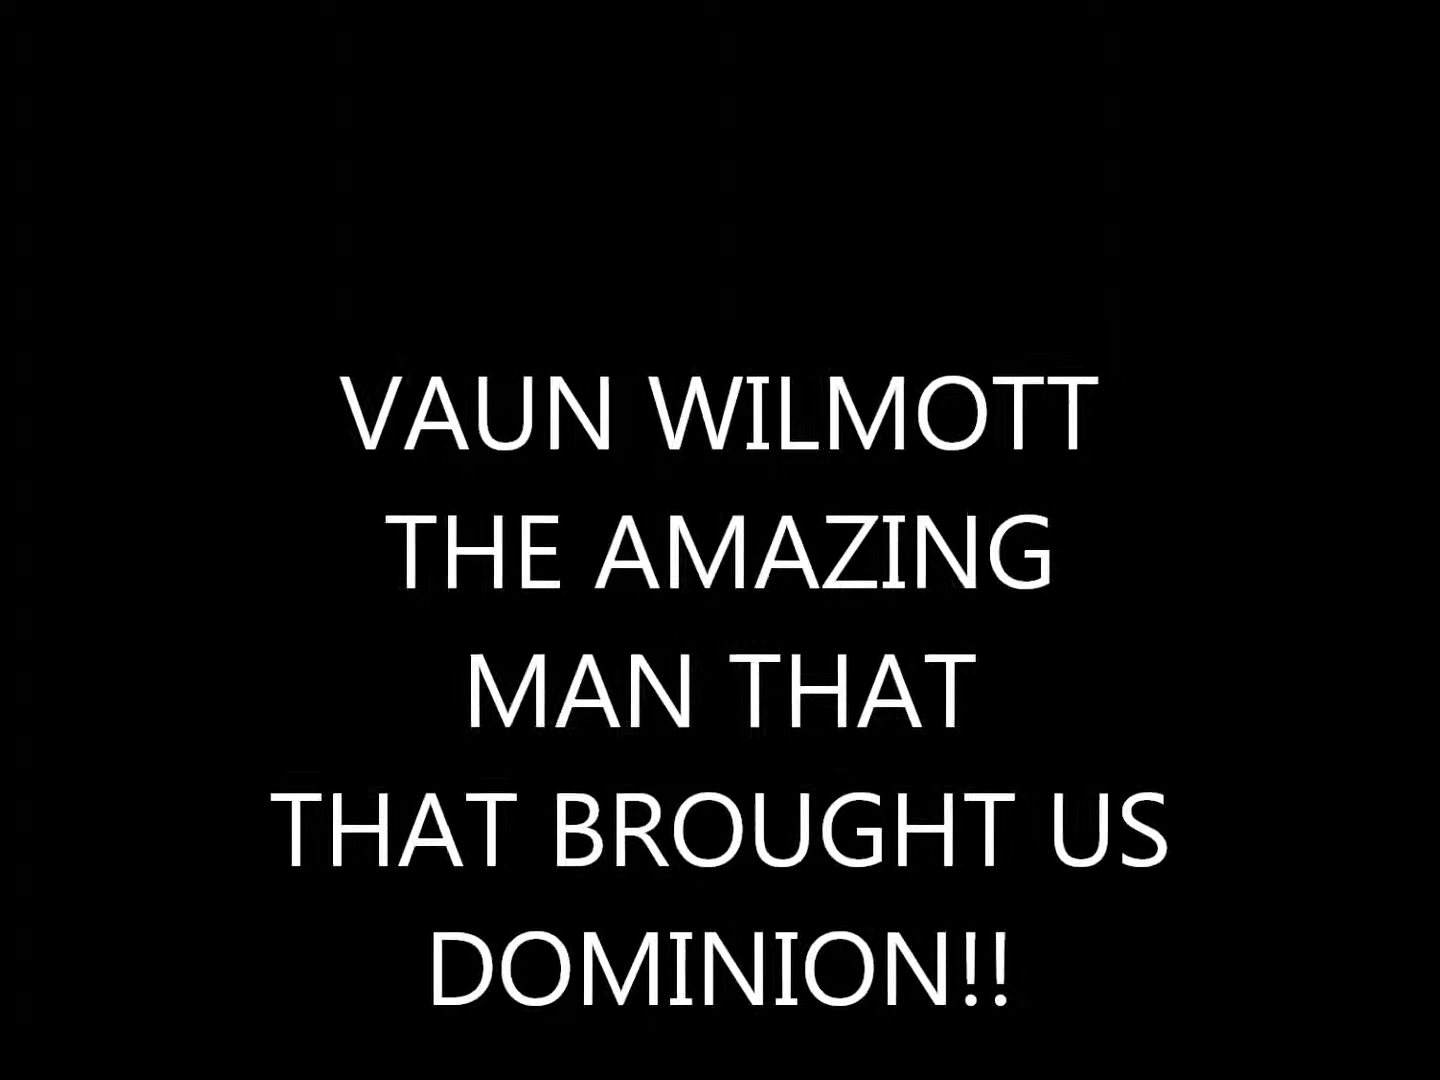 VAUN WILMOTT
THE AMAZING
MAN THAT
THAT BROUGHT US
DOMINION!!